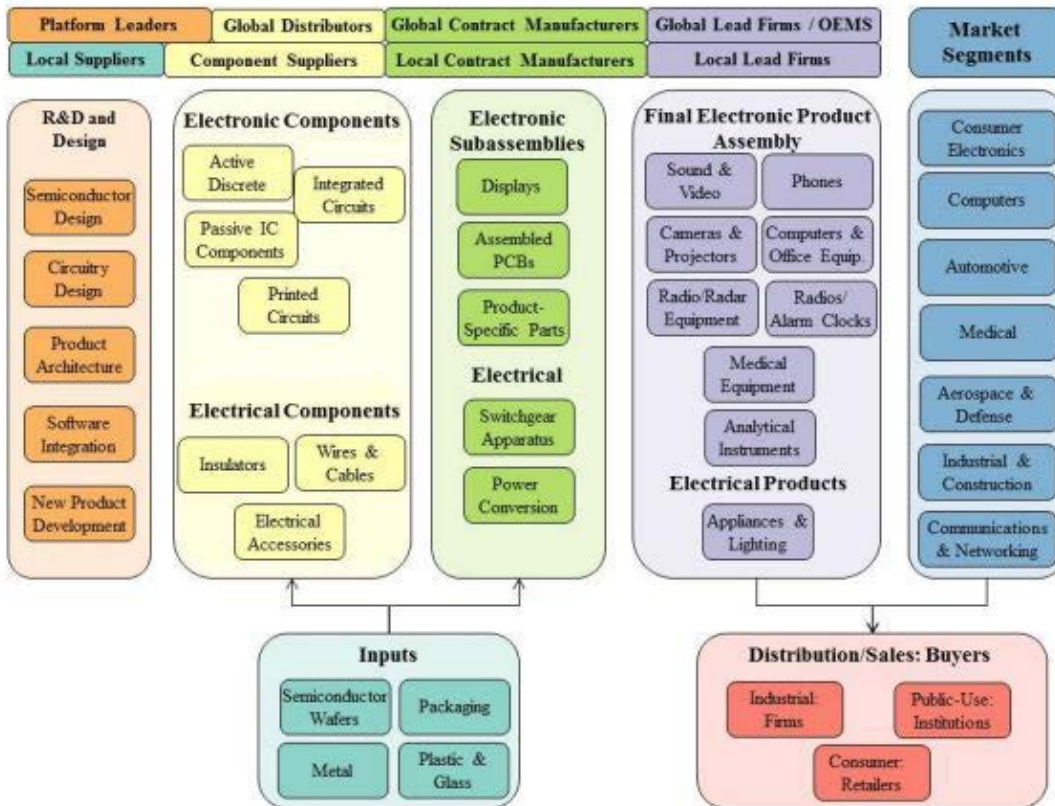 Platform Leaders
Global Distributors
Global Contract Manufacturers
Global Lead Firms / OEMS
Local Suppliers
Component Suppliers
Local Contract Manufacturers
Local Lead Firms
Market
Segments
R&D and
Design
Semiconductor
Design
Circuitry
Design
Product
Architecture
Software
Integration
New Product
Development
Electronic Components
Active
Discrete
Integrated
Circuits
Passive IC
Components
Printed
Circuits
Electrical Components
Insulators
Wires &
Cables
Electrical
Accessories
Electronic
Subassemblies
Displays
Assembled
PCBs
Product-
Specific Parts
Electrical
Switchgear
Apparatus
Power
Conversion
Final Electronic Product
Assembly
Sound &
Video
Phones
Cameras &
Projectors
Computers &
Office Equip.
Radio/Radar
Equipment
Radios/
Alarm Clocks
Medical
Equipment
Analytical
Instruments
Electrical Products
Appliances &
Lighting
Consumer
Electronics
Computers
Automotive
Medical
Aerospace &
Defense
Industrial &
Construction
Communications
& Networking
Inputs
Semiconductor
Wafers
Packaging
Metal
Plastic &
Glass
Distribution/Sales: Buyers
Industrial:
Firms
Public-Use:
Institutions
Consumer:
Retailers